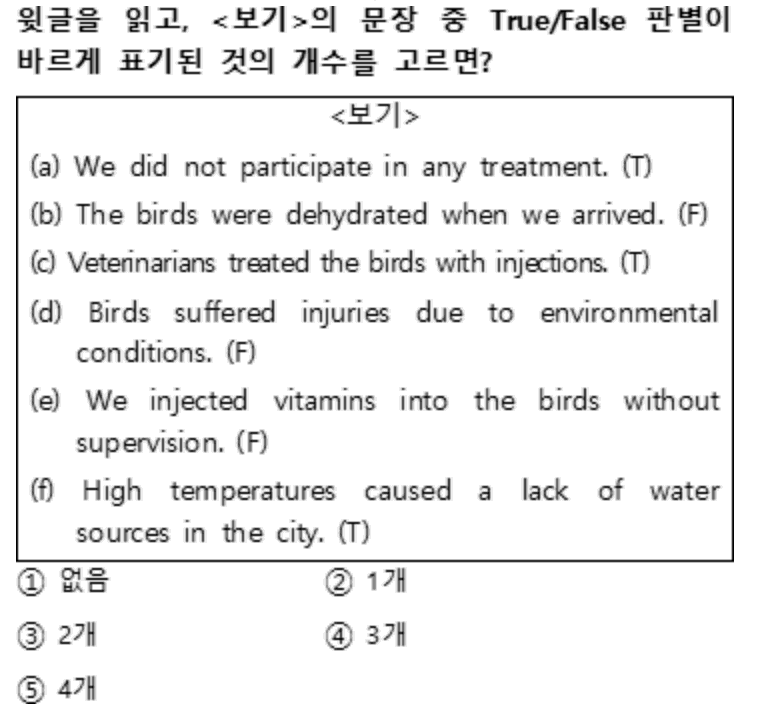 윗글을 읽고, <보기>의 문장 중 True/False 판별이
바르게 표기된 것의 개수를 고르면?
<보기>
(a) We did not participate in any treatment. (T)
(b) The birds were dehydrated when we arrived. (F)
(c) Veterinarians treated the birds with injections. (T)
(d) Birds suffered injuries due to environmental
conditions. (F)
(e) We injected vitamins into the birds without
supervision. (F)
(f) High temperatures caused a lack of water
sources in the city. (T)
① 없음 ② 1개
③ 2개 ④ 3개
⑤ 4개